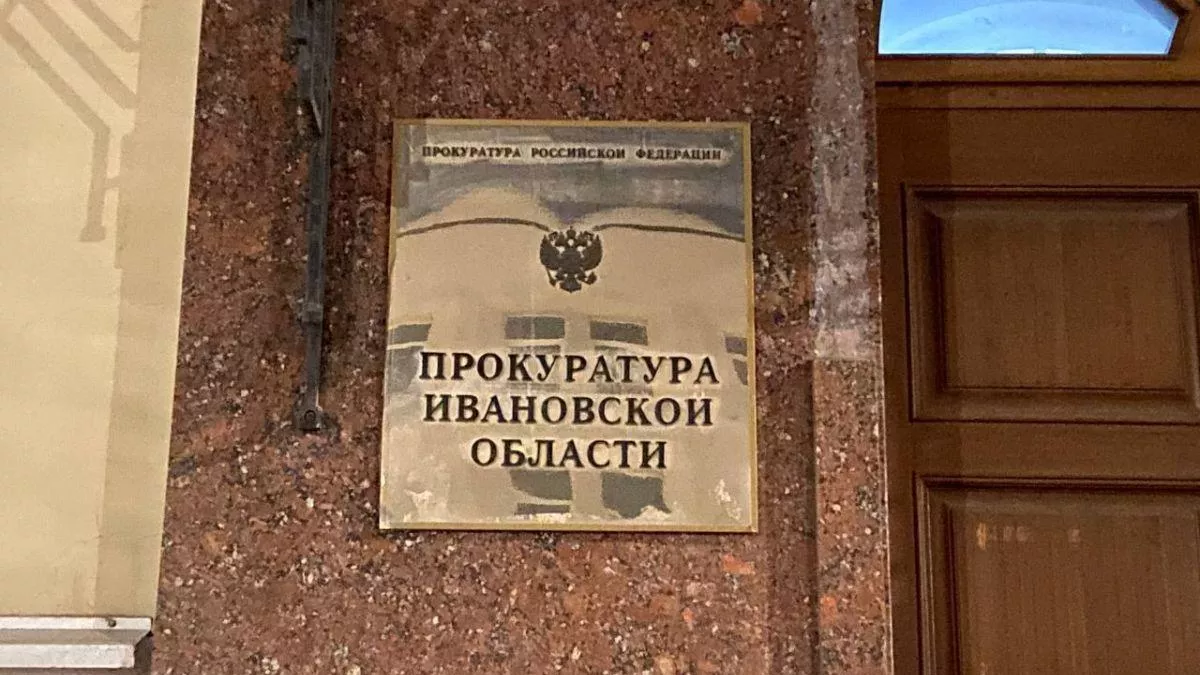 ПРОКУРАТУРА РОССИЙСКОЙ ФЕДЕРАЦИИ
ПРОКУРАТУРА
ИВАНОВСКОЙ
ОБЛАСТИ